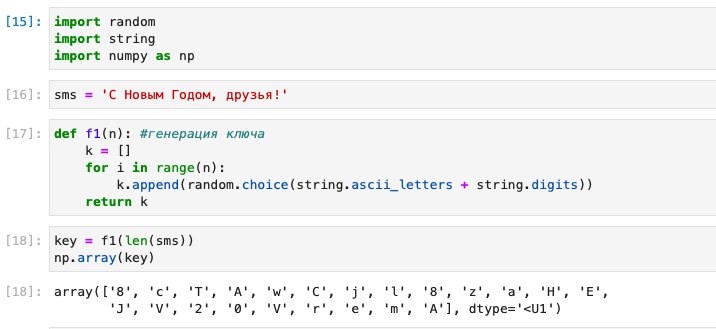 [15]: import random
import string
import numpy as np
[16]: sms = 'С Новым Годом, друзья!'
[17]: def f1(n): #генерация ключа
    k = []
    for i in range(n):
        k.append(random.choice(string.ascii_letters + string.digits))
    return k
[18]: key = f1(len(sms))
np.array(key)
[18]: array(['8', 'c', 'T', 'A', 'w', 'C', 'j', 'l', '8', 'z', 'a', 'H', 'E',
       'J', 'V', '2', '0', 'V', 'r', 'e', 'm', 'A'], dtype='<U1')